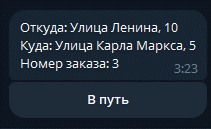 Откуда: Улица Ленина, 10
Куда: Улица Карла Маркса, 5
Номер заказа: 3
3:23
В путь